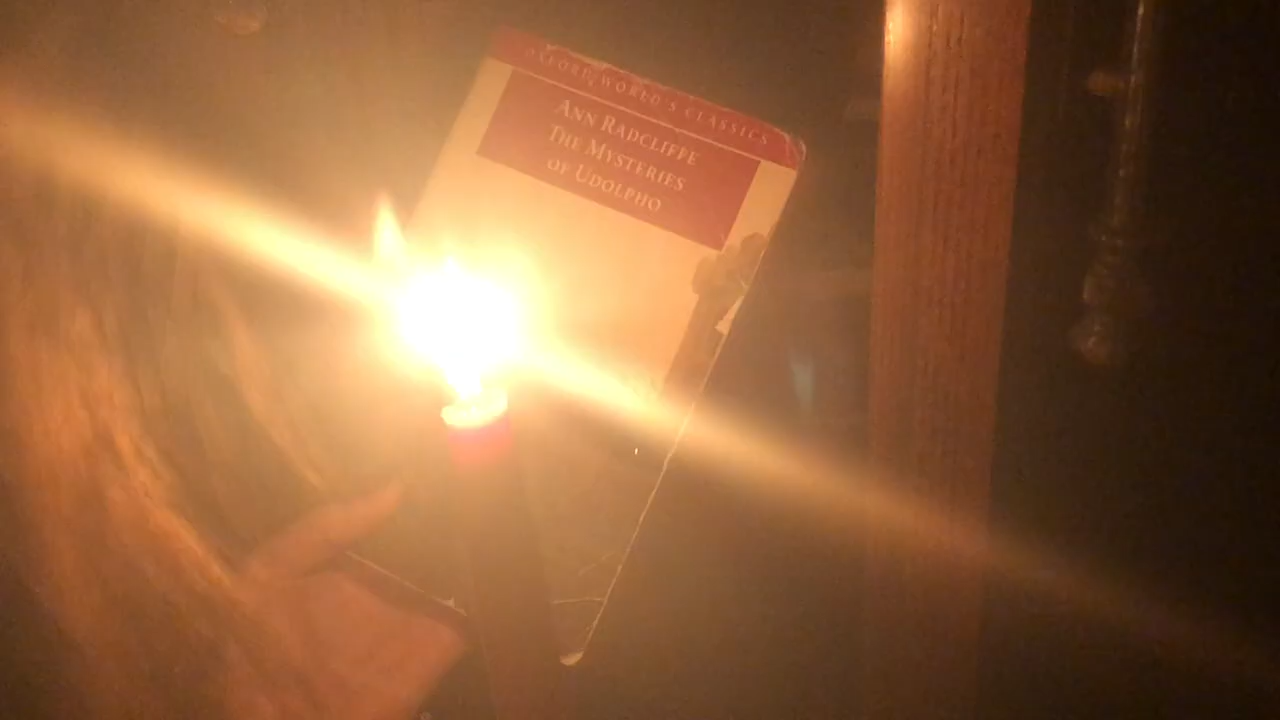 OXFORD WORLD'S CLASSICS
ANN RADCLIFFE
THE MYSTERIES
OF UDOLPHO